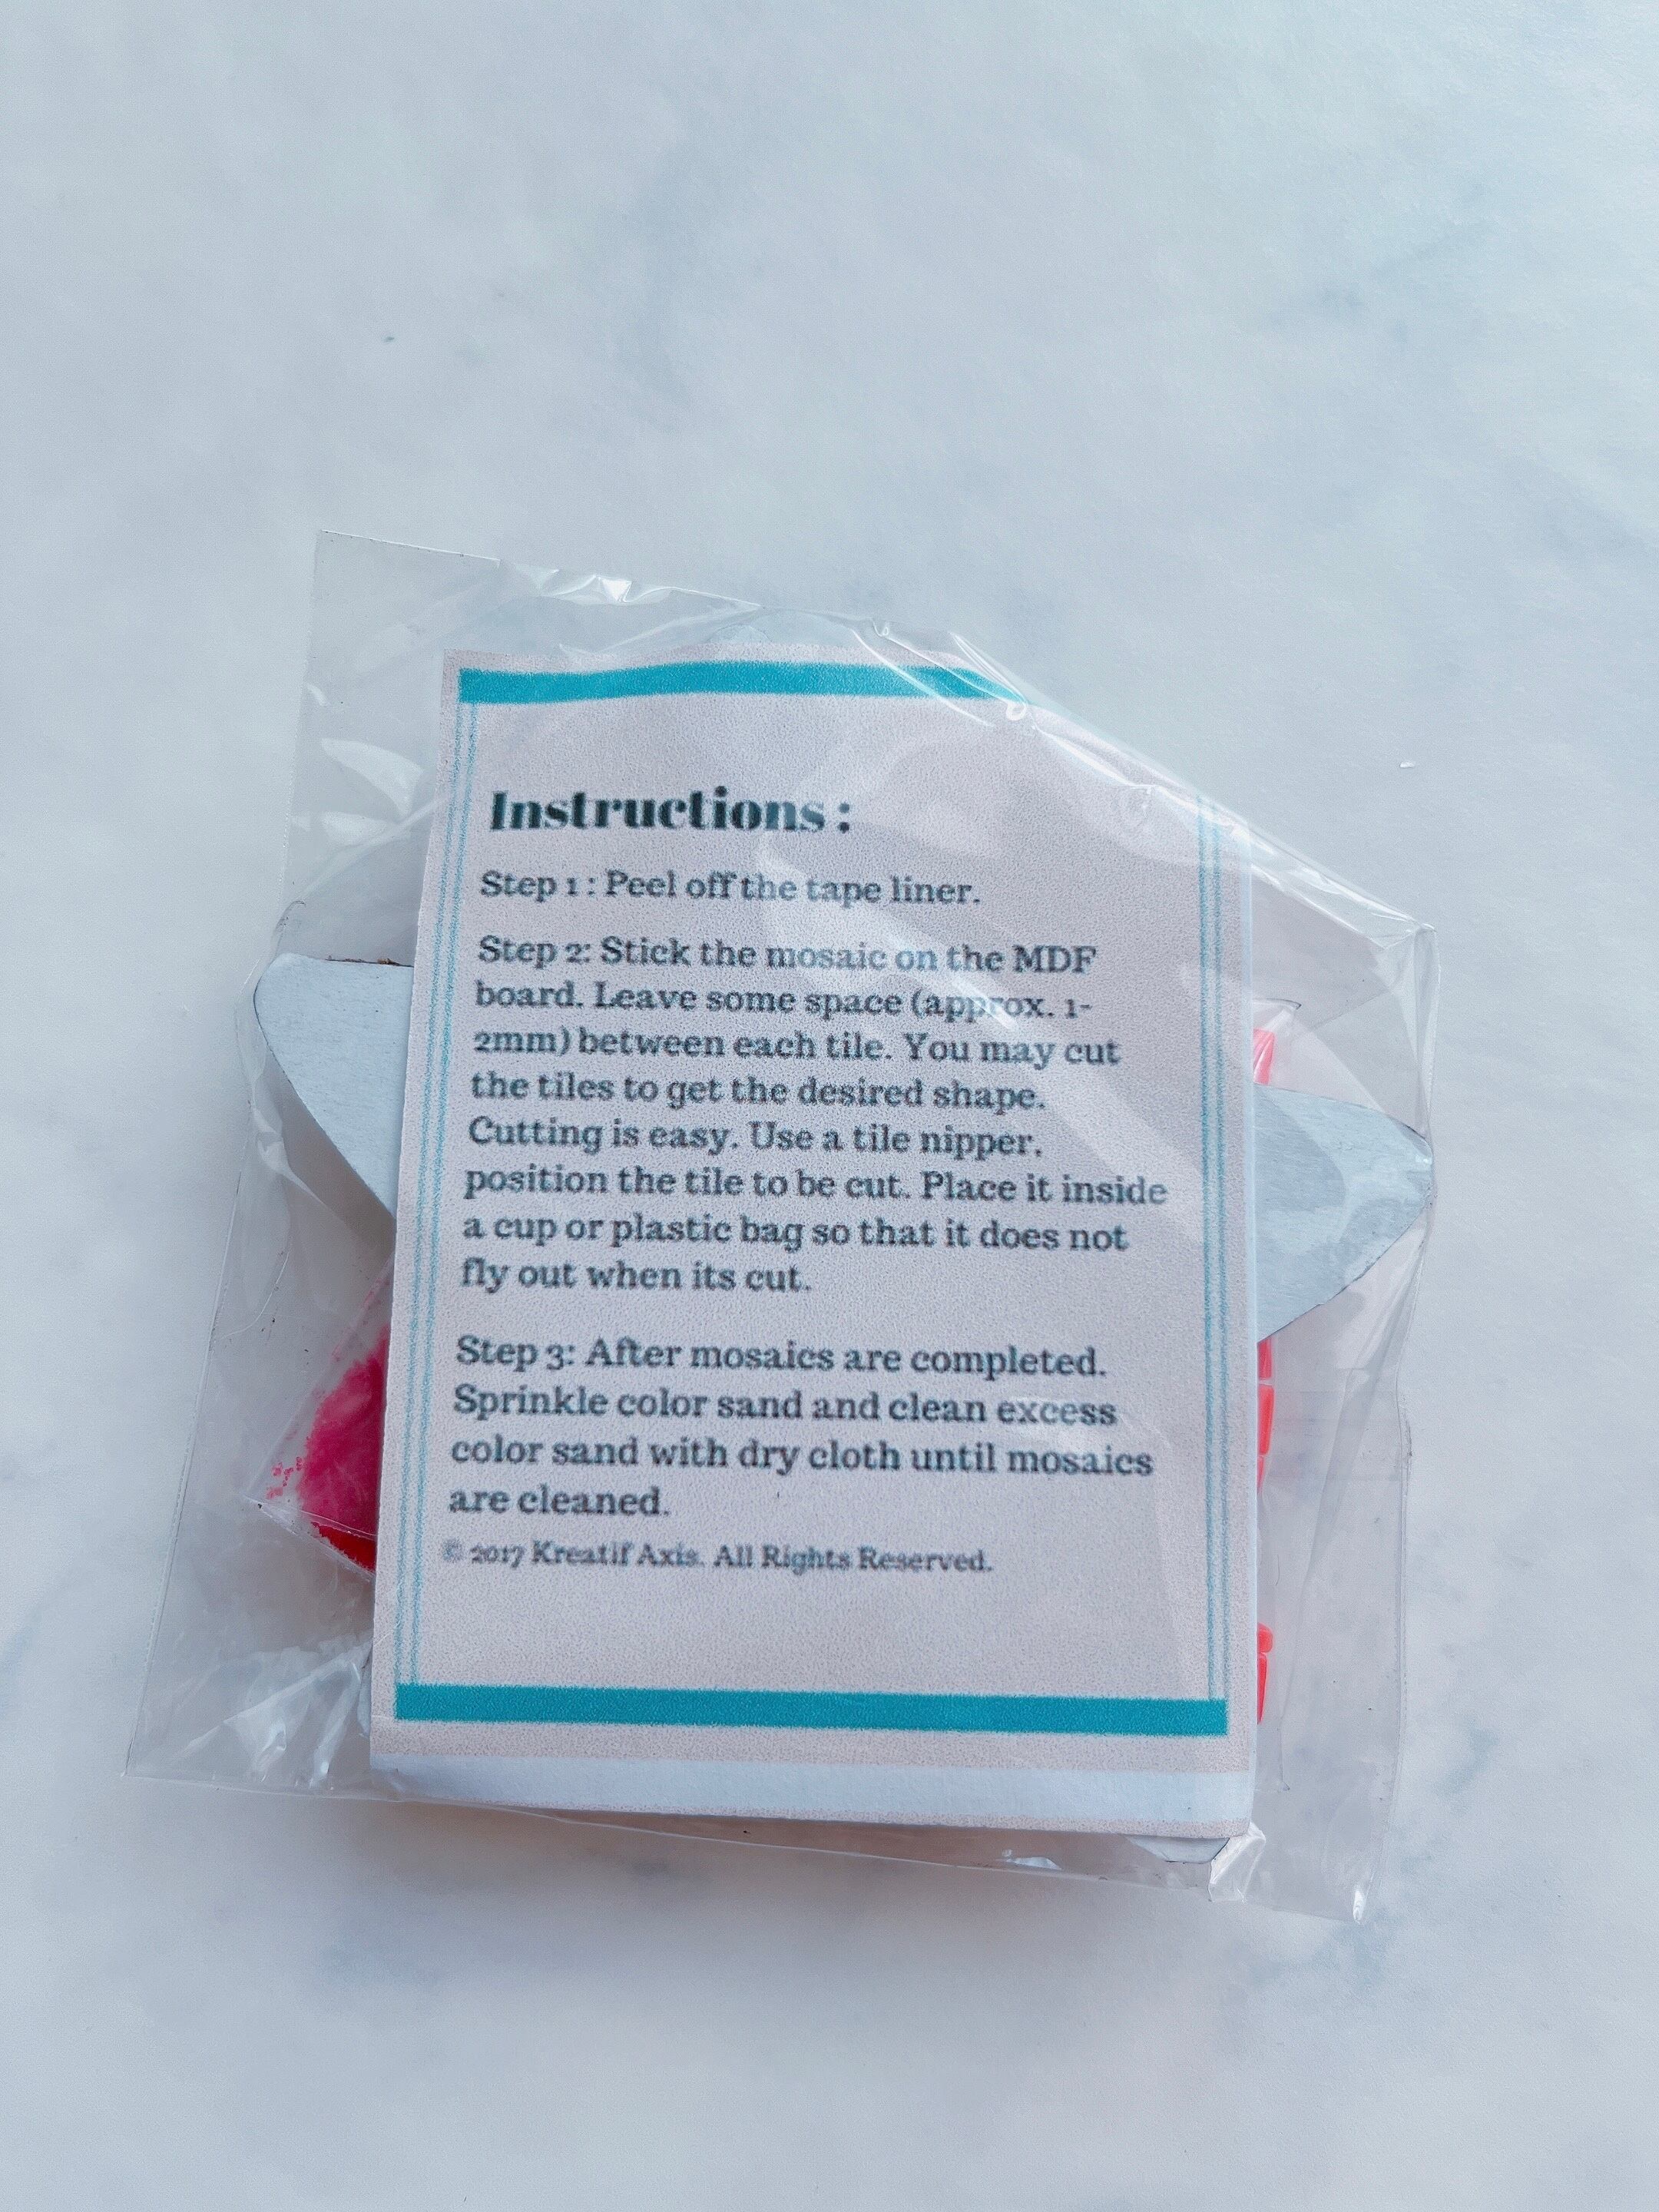 Instructions :
Step 1 : Peel off the tape liner.
Step 2: Stick the mosaic on the MDF
board. Leave some space (approx. 1-
2mm) between each tile. You may cut
the tiles to get the desired shape.
Cutting is easy. Use a tile nipper.
position the tile to be cut. Place it inside
a cup or plastic bag so that it does not
fly out when its cut.
Step 3: After mosaics are completed.
Sprinkle color sand and clean excess
color sand with dry cloth until mosaics
are cleaned.
© 2017 Kreatif Axis. All Rights Reserved.